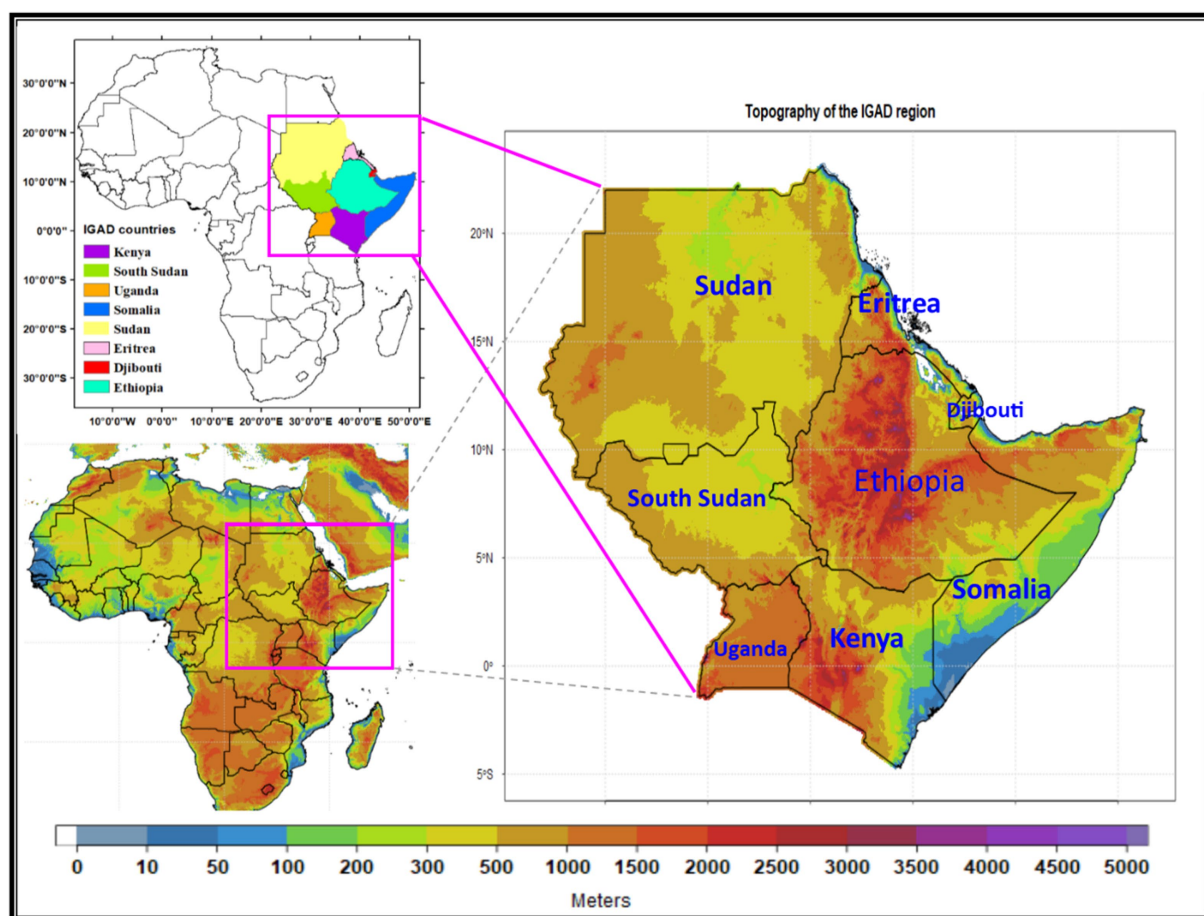 30°0'0"N
20°0'0"N
10°0'0"N
0°0'0"
10°0'0"S
20°0'0"S
30°0'0"S
IGAD countries
Kenya
South Sudan
Uganda
Somalia
Sudan
Eritrea
Djibouti
Ethiopia
10°0'0"W 0°0'0" 10°0'0"E 20°0'0"E 30°0'0"E 40°0'0"E 50°0'0"E
Topography of the IGAD region
20°N
15°N
10°N
5°N
0°
5°S
Sudan
Eritrea
Djibouti
Ethiopia
South Sudan
Somalia
Kenya
Uganda
0 10 50 100 200 300 500 1000 1500 2000 2500 3000 3500 4000 4500 5000
Meters